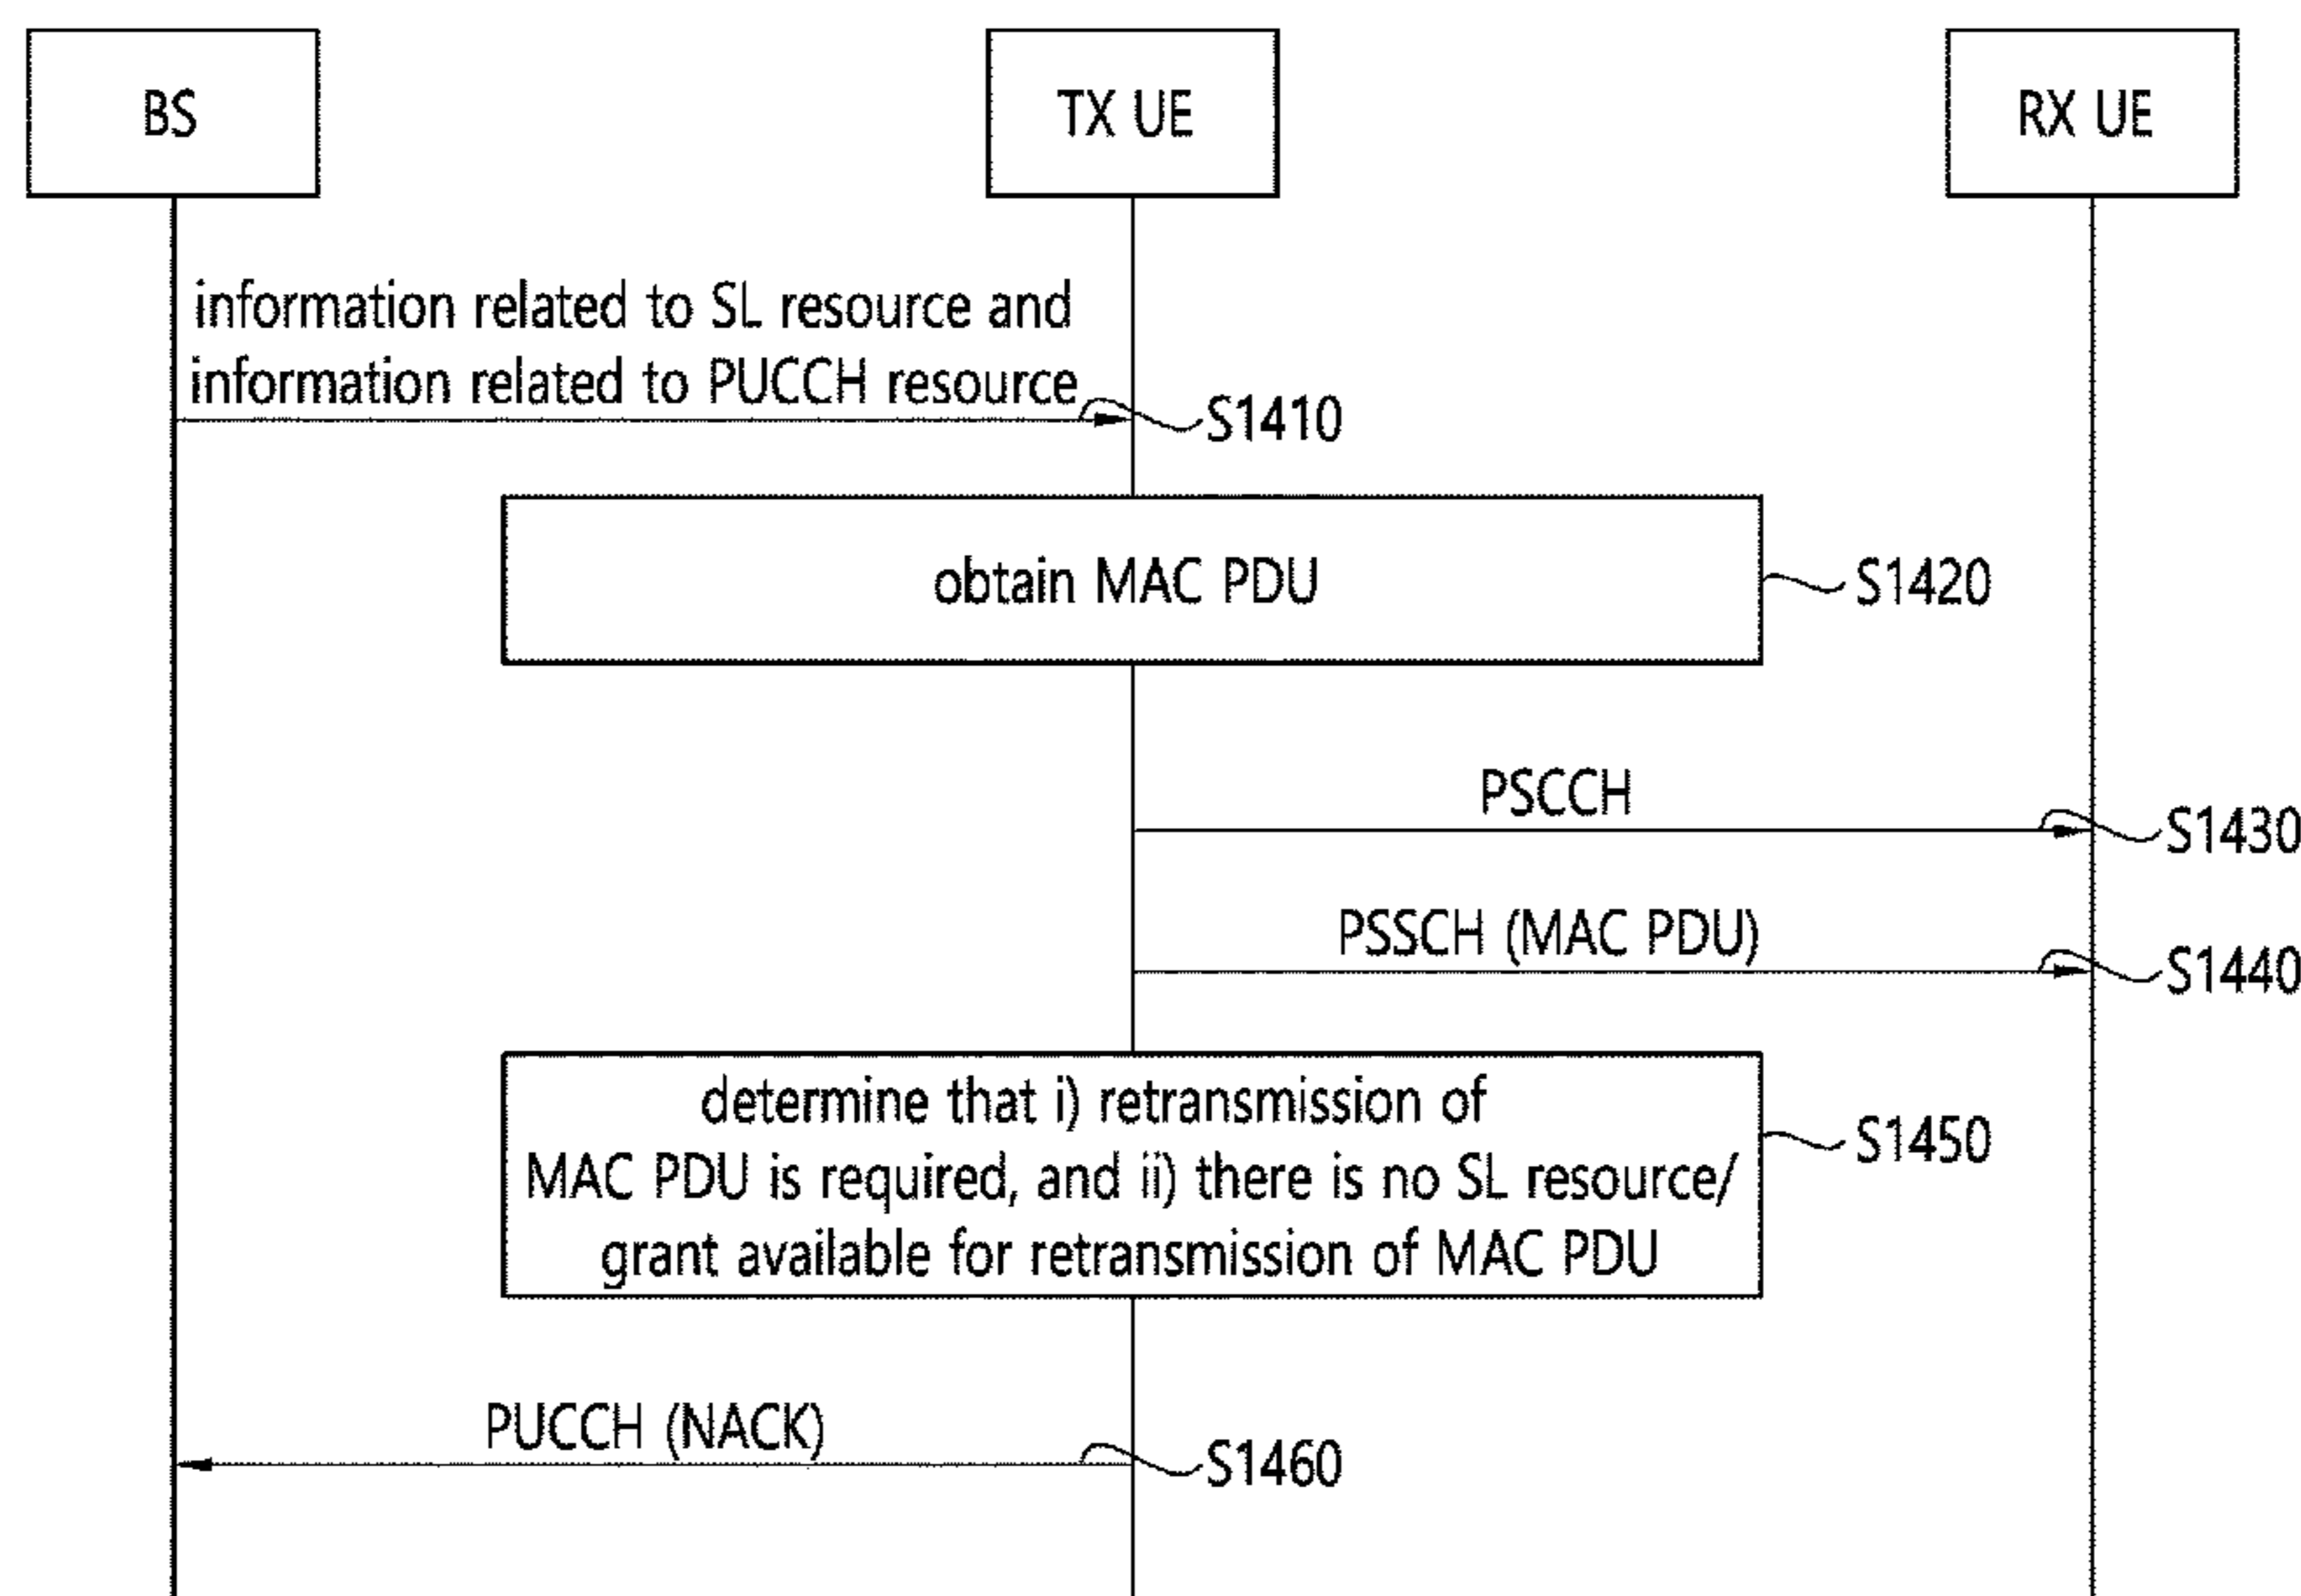 BS
TX UE
RX UE
information related to SL resource and
information related to PUCCH resource
S1410
obtain MAC PDU
S1420
PSCCH
S1430
PSSCH (MAC PDU)
S1440
determine that i) retransmission of
MAC PDU is required, and ii) there is no SL resource/
grant available for retransmission of MAC PDU
S1450
PUCCH (NACK)
S1460